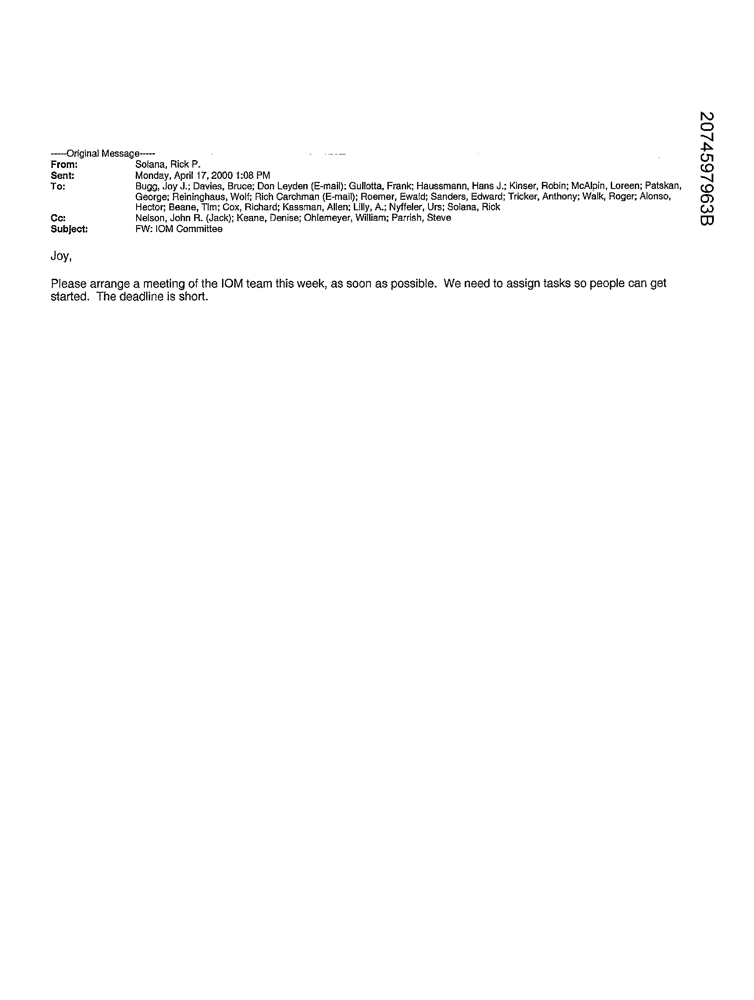 -----Original Message-----
From: Solana, Rick P.
Sent: Monday, April 17, 2000 1:08 PM
To: Bugg, Joy J.; Davies, Bruce; Don Leyden (E-mail); Gullotta, Frank; Haussmann, Hans J.; Kinser, Robin; McAlpin, Loreen; Patskan,
George; Reininghaus, Wolf; Rich Carchman (E-mail); Roemer, Ewald; Sanders, Edward; Tricker, Anthony; Walk, Roger; Alonso,
Hector; Beane, Tim; Cox, Richard; Kassman, Allen; Lilly, A.; Nyffeler, Urs; Solana, Rick
Cc: Nelson, John R. (Jack); Keane, Denise; Ohlemeyer, William; Parrish, Steve
Subject: FW: IOM Committee
Joy,
Please arrange a meeting of the IOM team this week, as soon as possible. We need to assign tasks so people can get
started. The deadline is short.
2074597963B